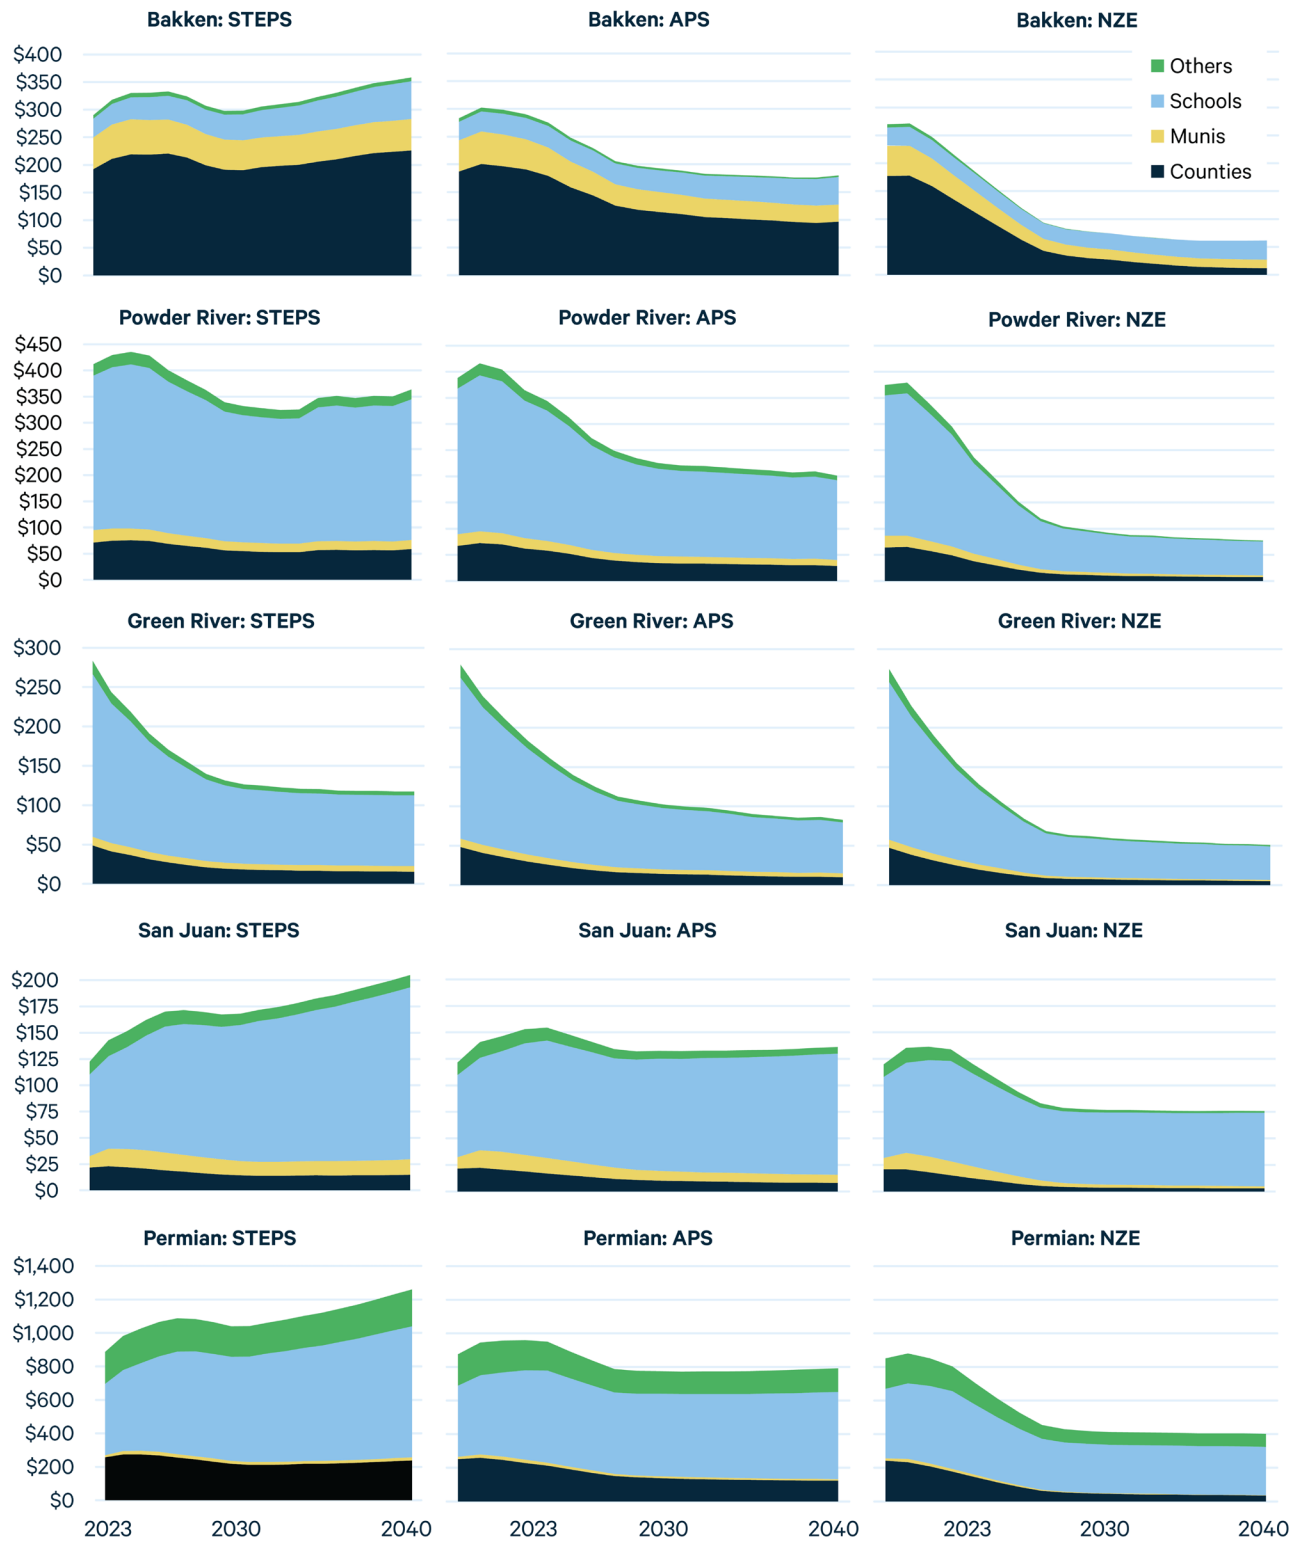 Bakken: STEPS
Bakken: APS
Bakken: NZE
$400
$350
$300
$250
$200
$150
$100
$50
$0
Others
Schools
Munis
Counties
Powder River: STEPS
Powder River: APS
Powder River: NZE
$450
$400
$350
$300
$250
$200
$150
$100
$50
$0
Green River: STEPS
Green River: APS
Green River: NZE
$300
$250
$200
$150
$100
$50
$0
San Juan: STEPS
San Juan: APS
San Juan: NZE
$200
$175
$150
$125
$100
$75
$50
$25
$0
Permian: STEPS
Permian: APS
Permian: NZE
$1,400
$1,200
$1,000
$800
$600
$400
$200
$0
2023 2030 2040
2023 2030 2040
2023 2030 2040